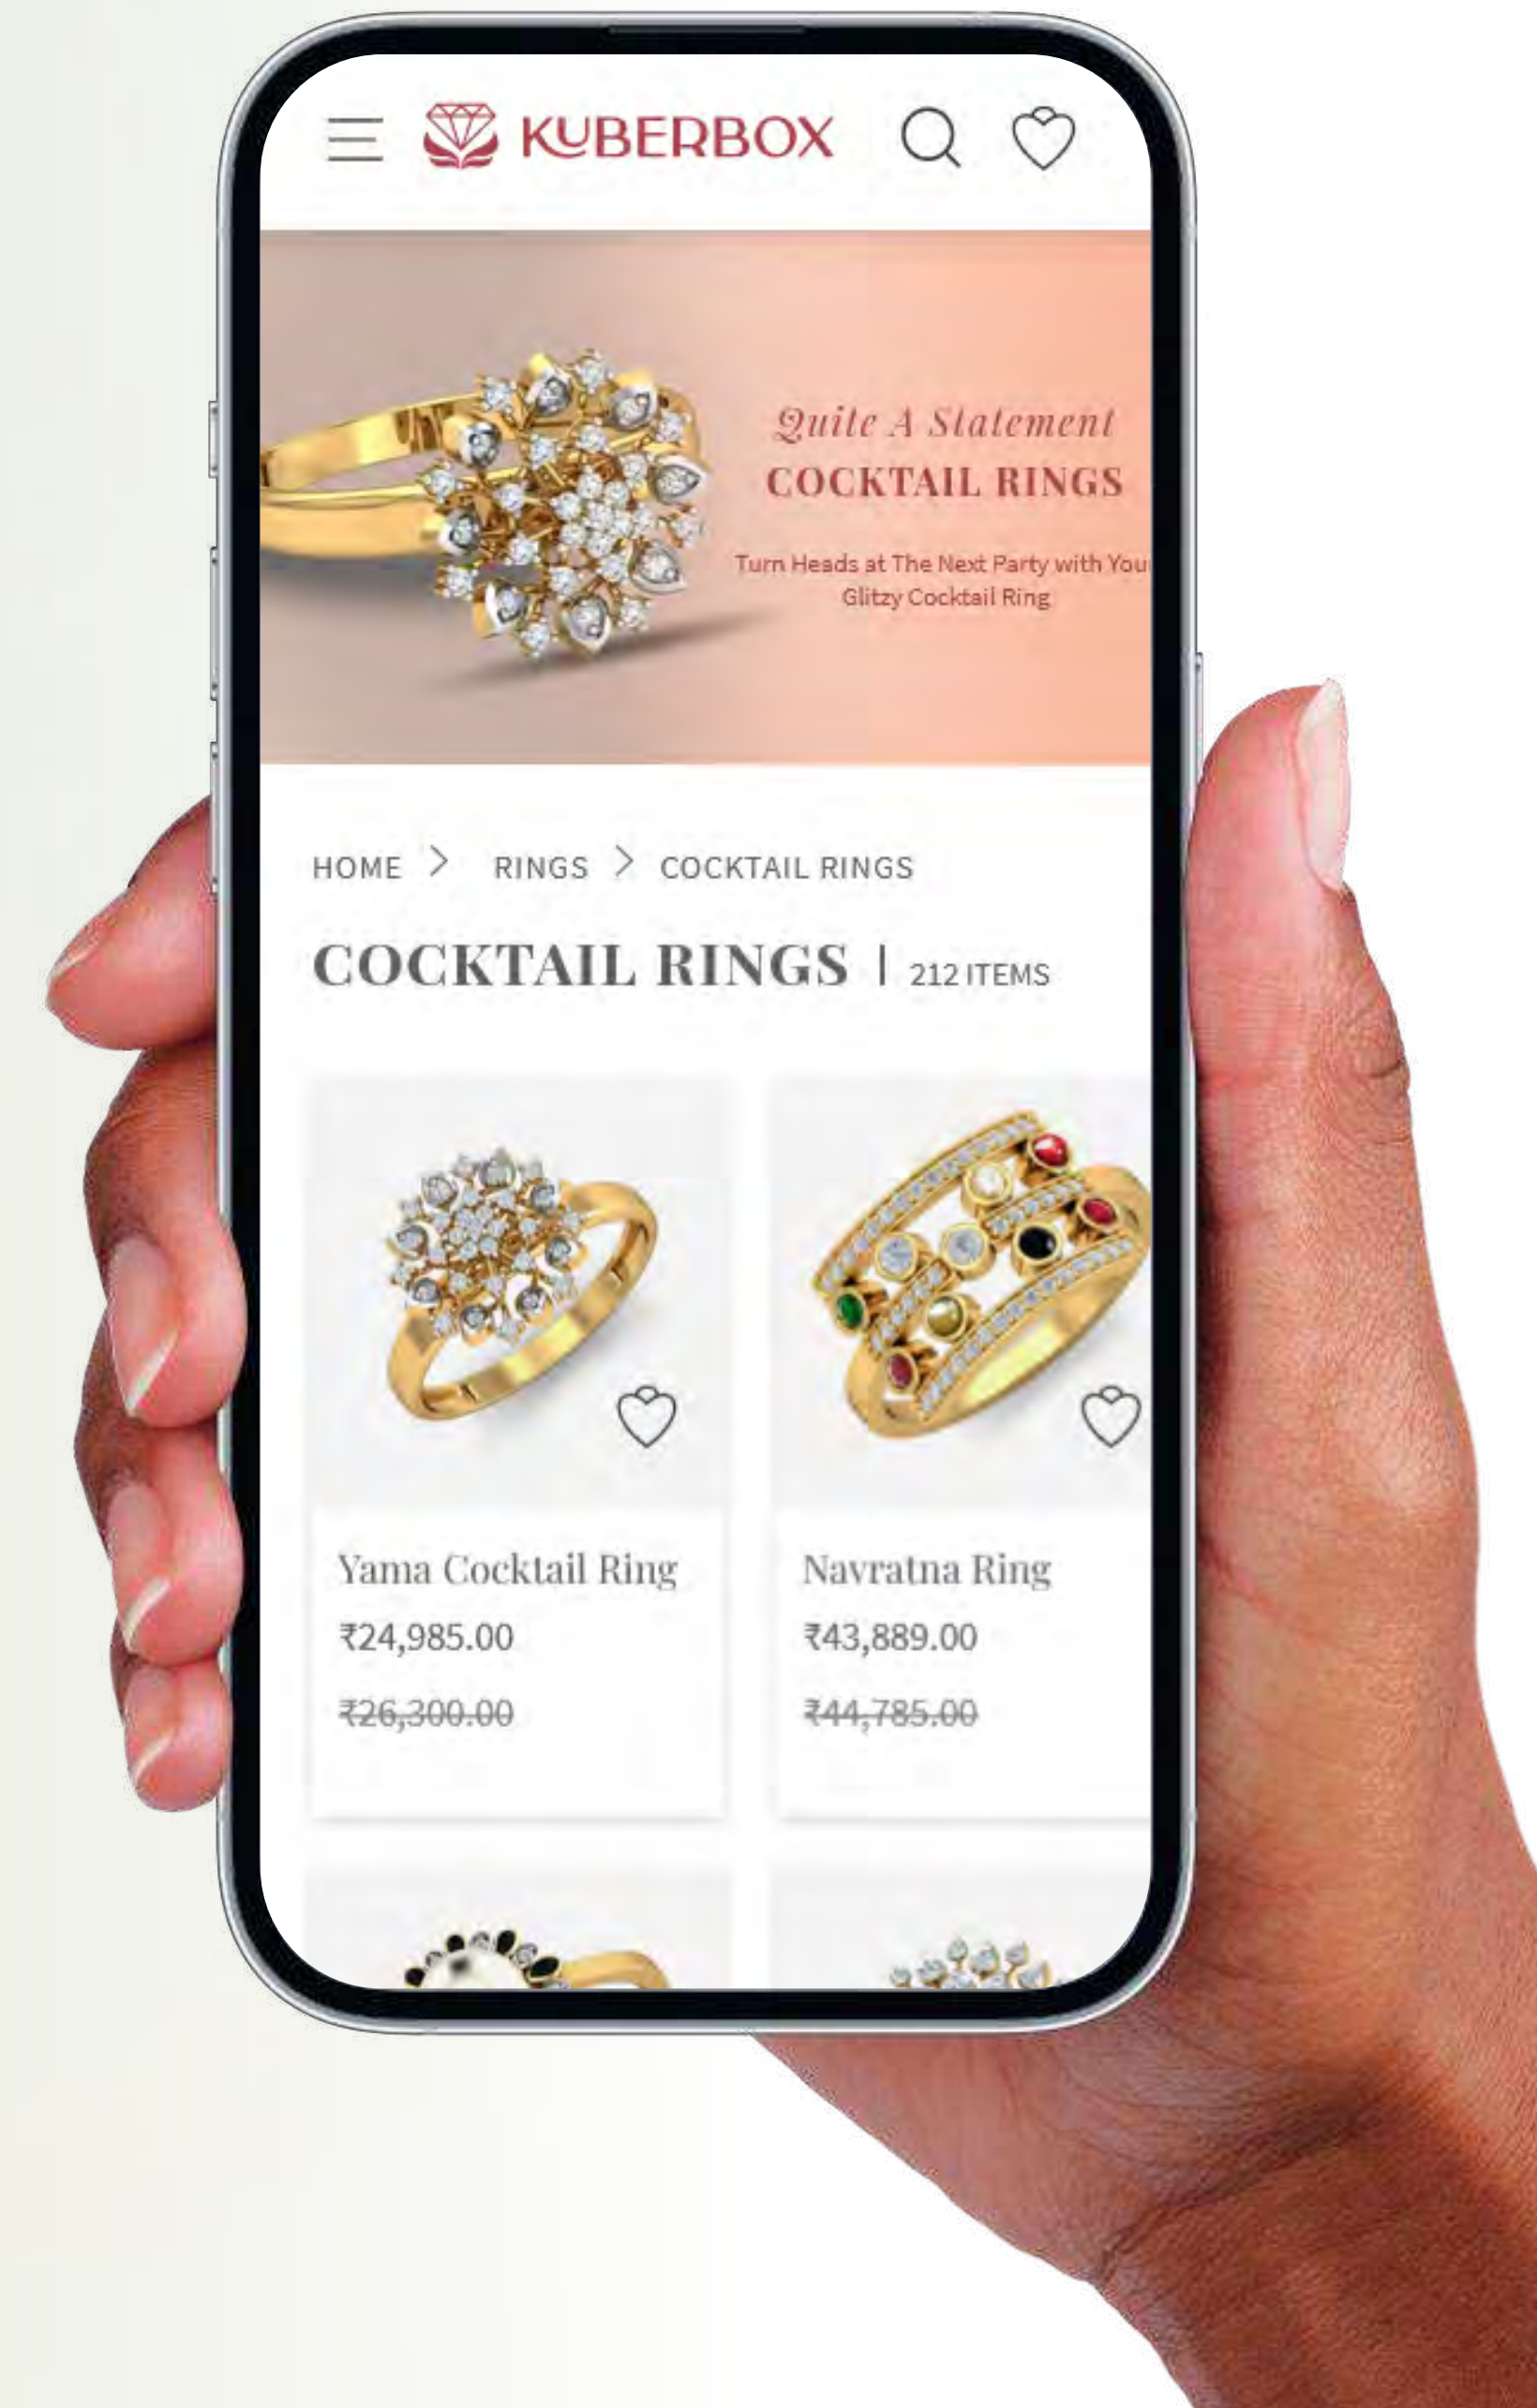 KUBERBOX
Quite A Statement
COCKTAIL RINGS
Turn Heads at The Next Party with Your
Glitzy Cocktail Ring
HOME > RINGS > COCKTAIL RINGS
COCKTAIL RINGS | 212 ITEMS
Yama Cocktail Ring
₹24,985.00
₹26,300.00
Navratna Ring
₹43,889.00
₹44,785.00